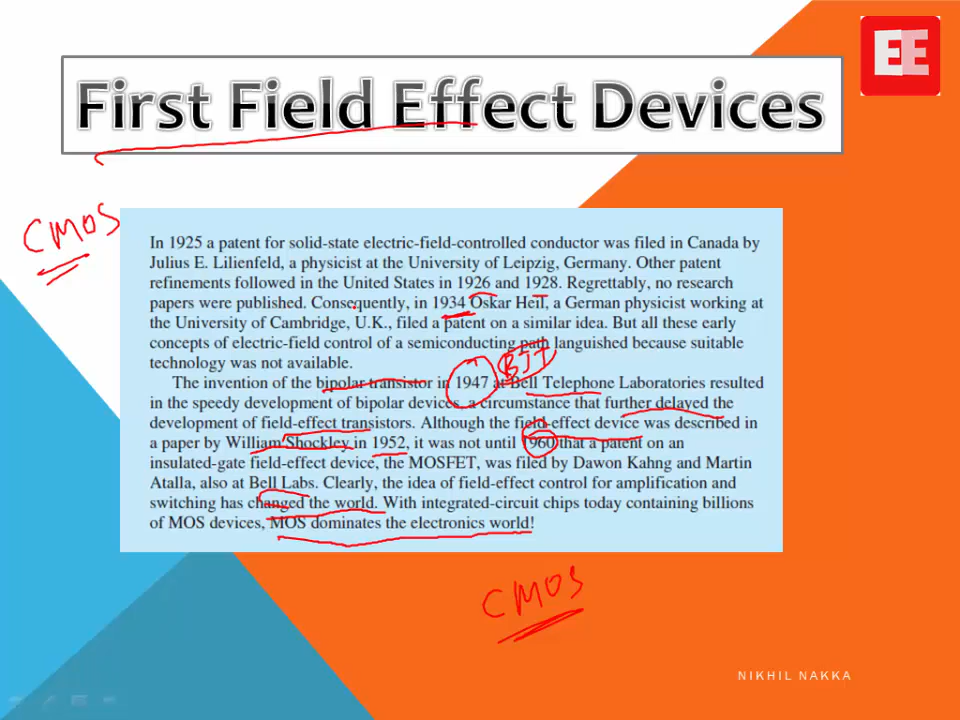 EE
First Field Effect Devices
CMOS
In 1925 a patent for solid-state electric-field-controlled conductor was filed in Canada by
Julius E. Lilienfeld, a physicist at the University of Leipzig, Germany. Other patent
refinements followed in the United States in 1926 and 1928. Regrettably, no research
papers were published. Consequently, in 1934 Oskar Heil, a German physicist working at
the University of Cambridge, U.K., filed a patent on a similar idea. But all these early
concepts of electric-field control of a semiconducting path languished because suitable
technology was not available.
BJT
The invention of the bipolar transistor in 1947 at Bell Telephone Laboratories resulted
in the speedy development of bipolar devices, a circumstance that further delayed the
development of field-effect transistors. Although the field-effect device was described in
a paper by William Shockley in 1952, it was not until 1960 that a patent on an
insulated-gate field-effect device, the MOSFET, was filed by Dawon Kahng and Martin
Atalla, also at Bell Labs. Clearly, the idea of field-effect control for amplification and
switching has changed the world. With integrated-circuit chips today containing billions
of MOS devices, MOS dominates the electronics world!
CMOS
NIKHIL NAKKA